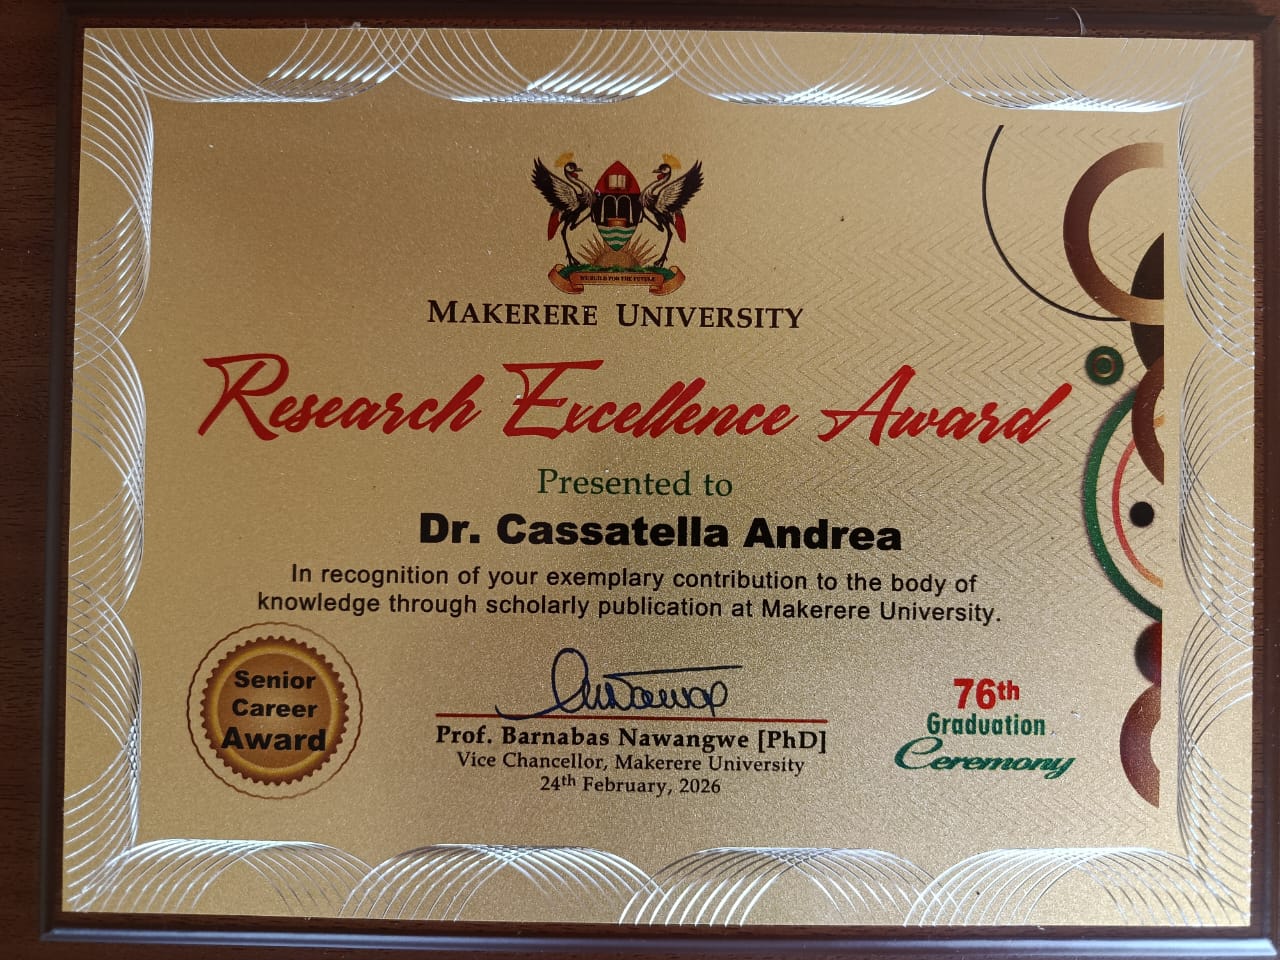 WE BUILD FOR THE FUTURE
MAKERERE UNIVERSITY
Research Excellence Award
Presented to
Dr. Cassatella Andrea
In recognition of your exemplary contribution to the body of
knowledge through scholarly publication at Makerere University.
Senior
Career
Award
Prof. Barnabas Nawangwe [PhD]
Vice Chancellor, Makerere University
24th February, 2026
76th
Graduation
Ceremony